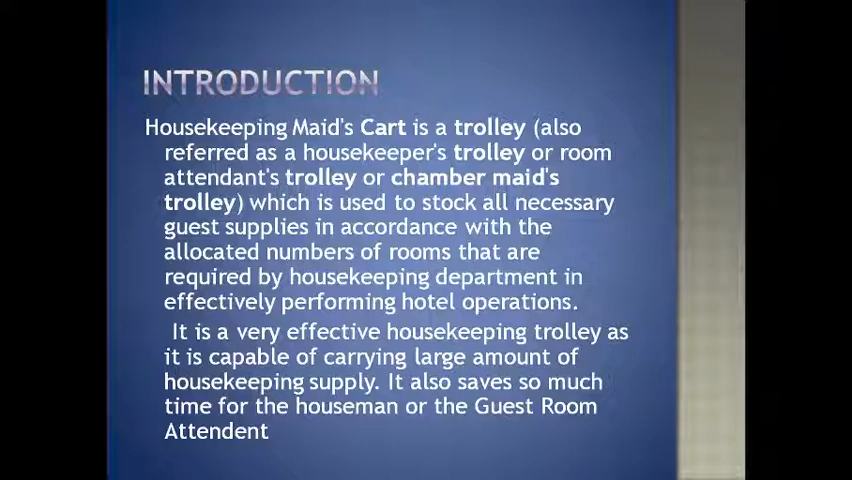 INTRODUCTION
Housekeeping Maid's Cart is a trolley (also
referred as a housekeeper's trolley or room
attendant's trolley or chamber maid's
trolley) which is used to stock all necessary
guest supplies in accordance with the
allocated numbers of rooms that are
required by housekeeping department in
effectively performing hotel operations.
It is a very effective housekeeping trolley as
it is capable of carrying large amount of
housekeeping supply. It also saves so much
time for the houseman or the Guest Room
Attendent